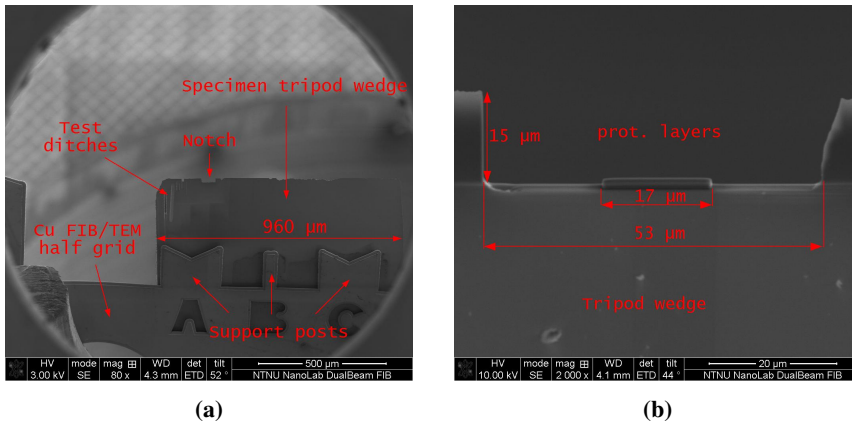 Specimen tripod wedge
Test
ditches
Notch
960 µm
Cu FIB/TEM
half grid
A B C
Support posts
HV mode mag ⊞ WD det tilt
3.00 kV SE 80 x 4.3 mm ETD 52 ° 500 µm NTNU NanoLab DualBeam FIB
(a)
15 µm
prot. layers
17 µm
53 µm
Tripod wedge
HV mode mag ⊞ WD det tilt
10.00 kV SE 2 000 x 4.1 mm ETD 44 ° 20 µm NTNU NanoLab DualBeam FIB
(b)